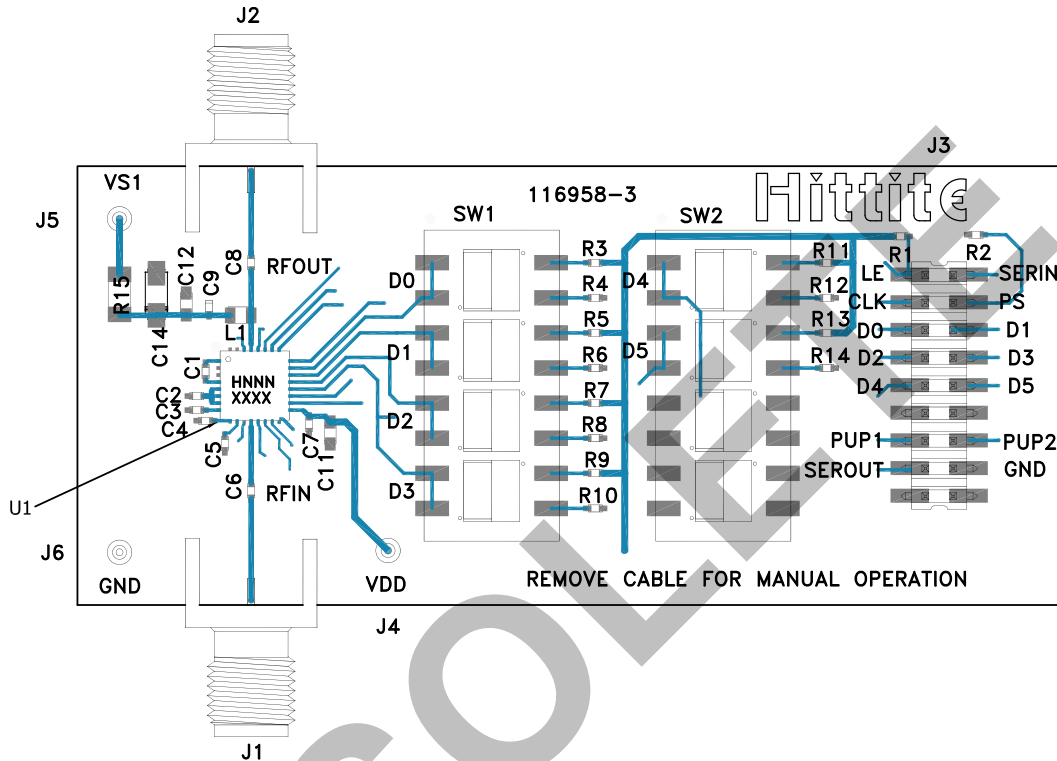 J2
J3
VS1
116958-3
Hittite
J5
SW1
SW2
R3
R11
R1
R2
C12
C8
RFOUT
D0
D4
LE
SERIN
R15
C9
R4
R12
CLK
PS
C14
L1
R5
R13
D0
D1
C1
HNNN
XXXX
D1
R6
D5
R14
D2
D3
C2
C3
C4
R7
D4
D5
C5
C7
C11
D2
R8
PUP1
PUP2
C6
RFIN
D3
R9
SEROUT
GND
U1
R10
J6
GND
VDD
REMOVE CABLE FOR MANUAL OPERATION
J4
J1
OBSOLETE